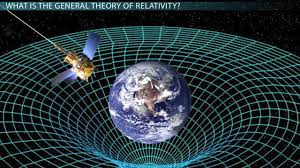 WHAT IS THE GENERAL THEORY OF RELATIVITY?